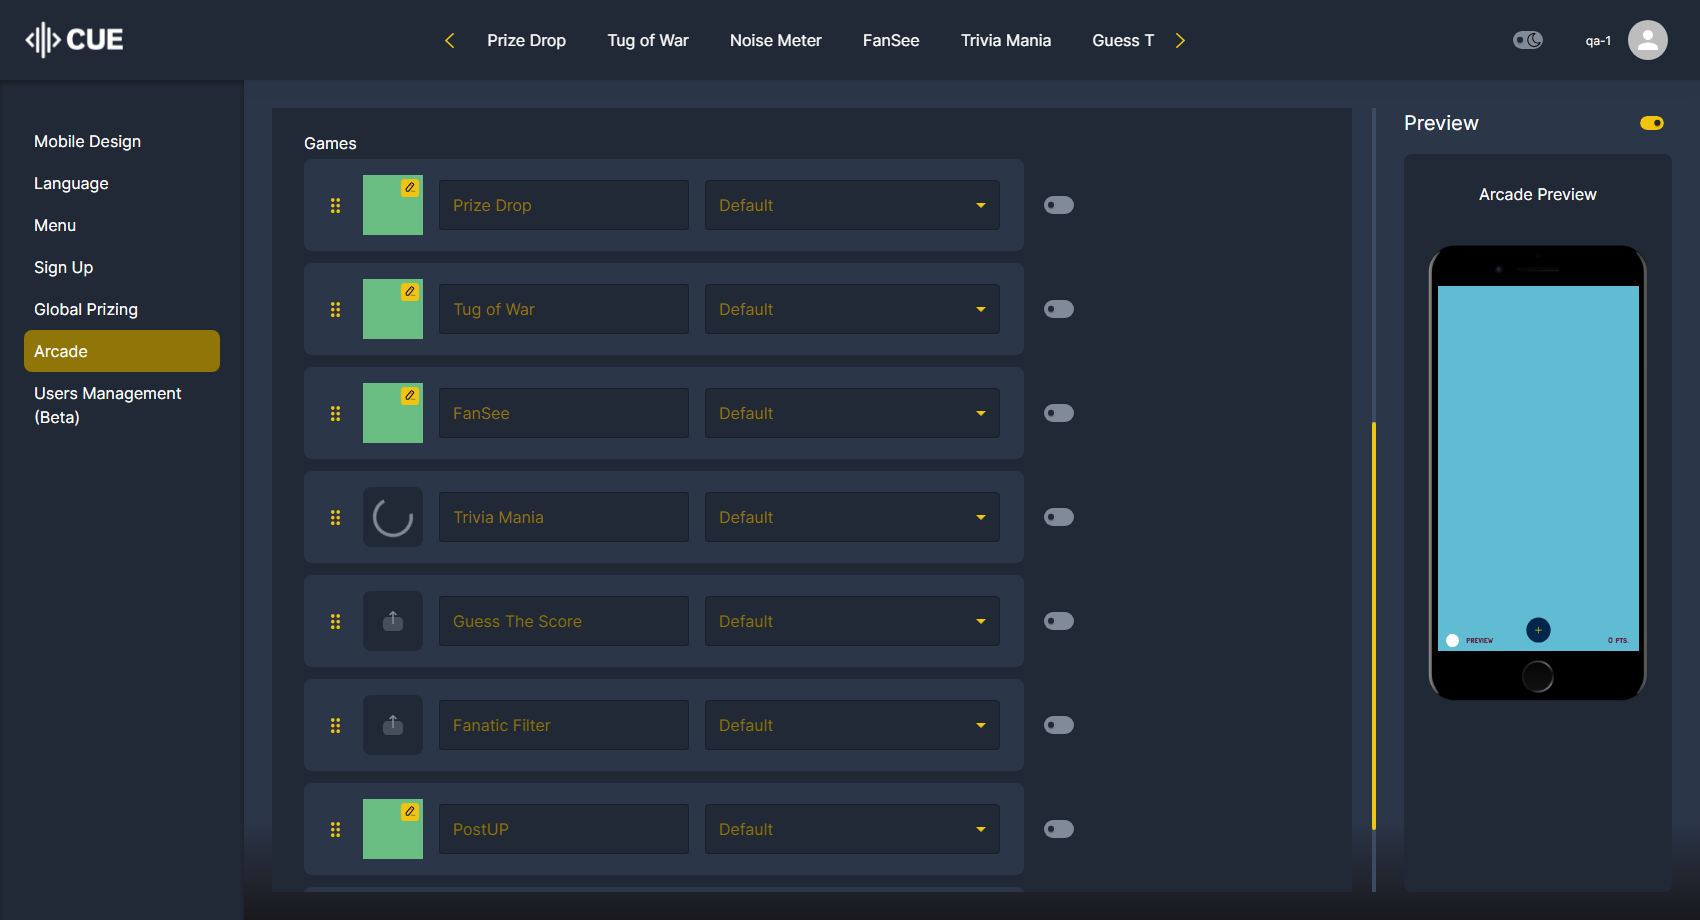 CUE
Prize Drop
Tug of War
Noise Meter
FanSee
Trivia Mania
Guess T
qa-1
Mobile Design
Language
Menu
Sign Up
Global Prizing
Arcade
Users Management
(Beta)
Games
Prize Drop
Default
Tug of War
Default
FanSee
Default
Trivia Mania
Default
Guess The Score
Default
Fanatic Filter
Default
PostUP
Default
Preview
Arcade Preview
PREVIEW
0 PTS.